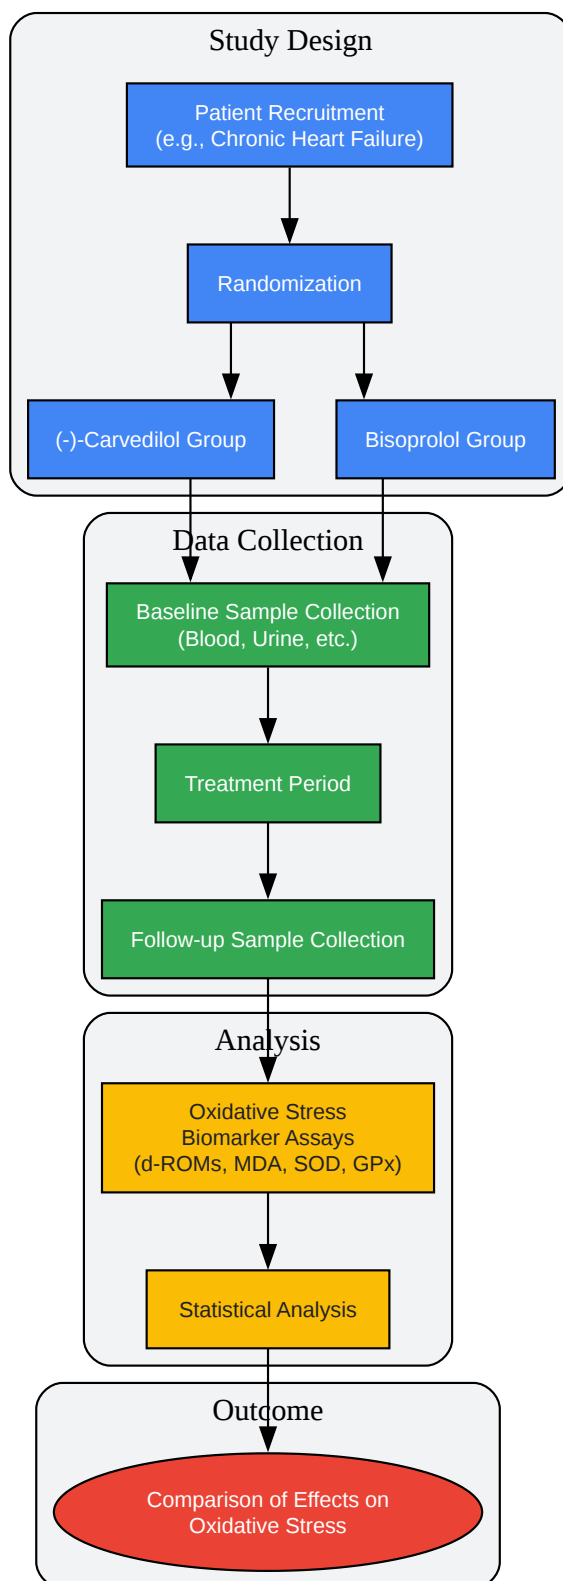 Study Design
Patient Recruitment
(e.g., Chronic Heart Failure)
Randomization
(-)-Carvedilol Group
Bisoprolol Group
Data Collection
Baseline Sample Collection
(Blood, Urine, etc.)
Treatment Period
Follow-up Sample Collection
Analysis
Oxidative Stress
Biomarker Assays
(d-ROMs, MDA, SOD, GPx)
Statistical Analysis
Outcome
Comparison of Effects on
Oxidative Stress